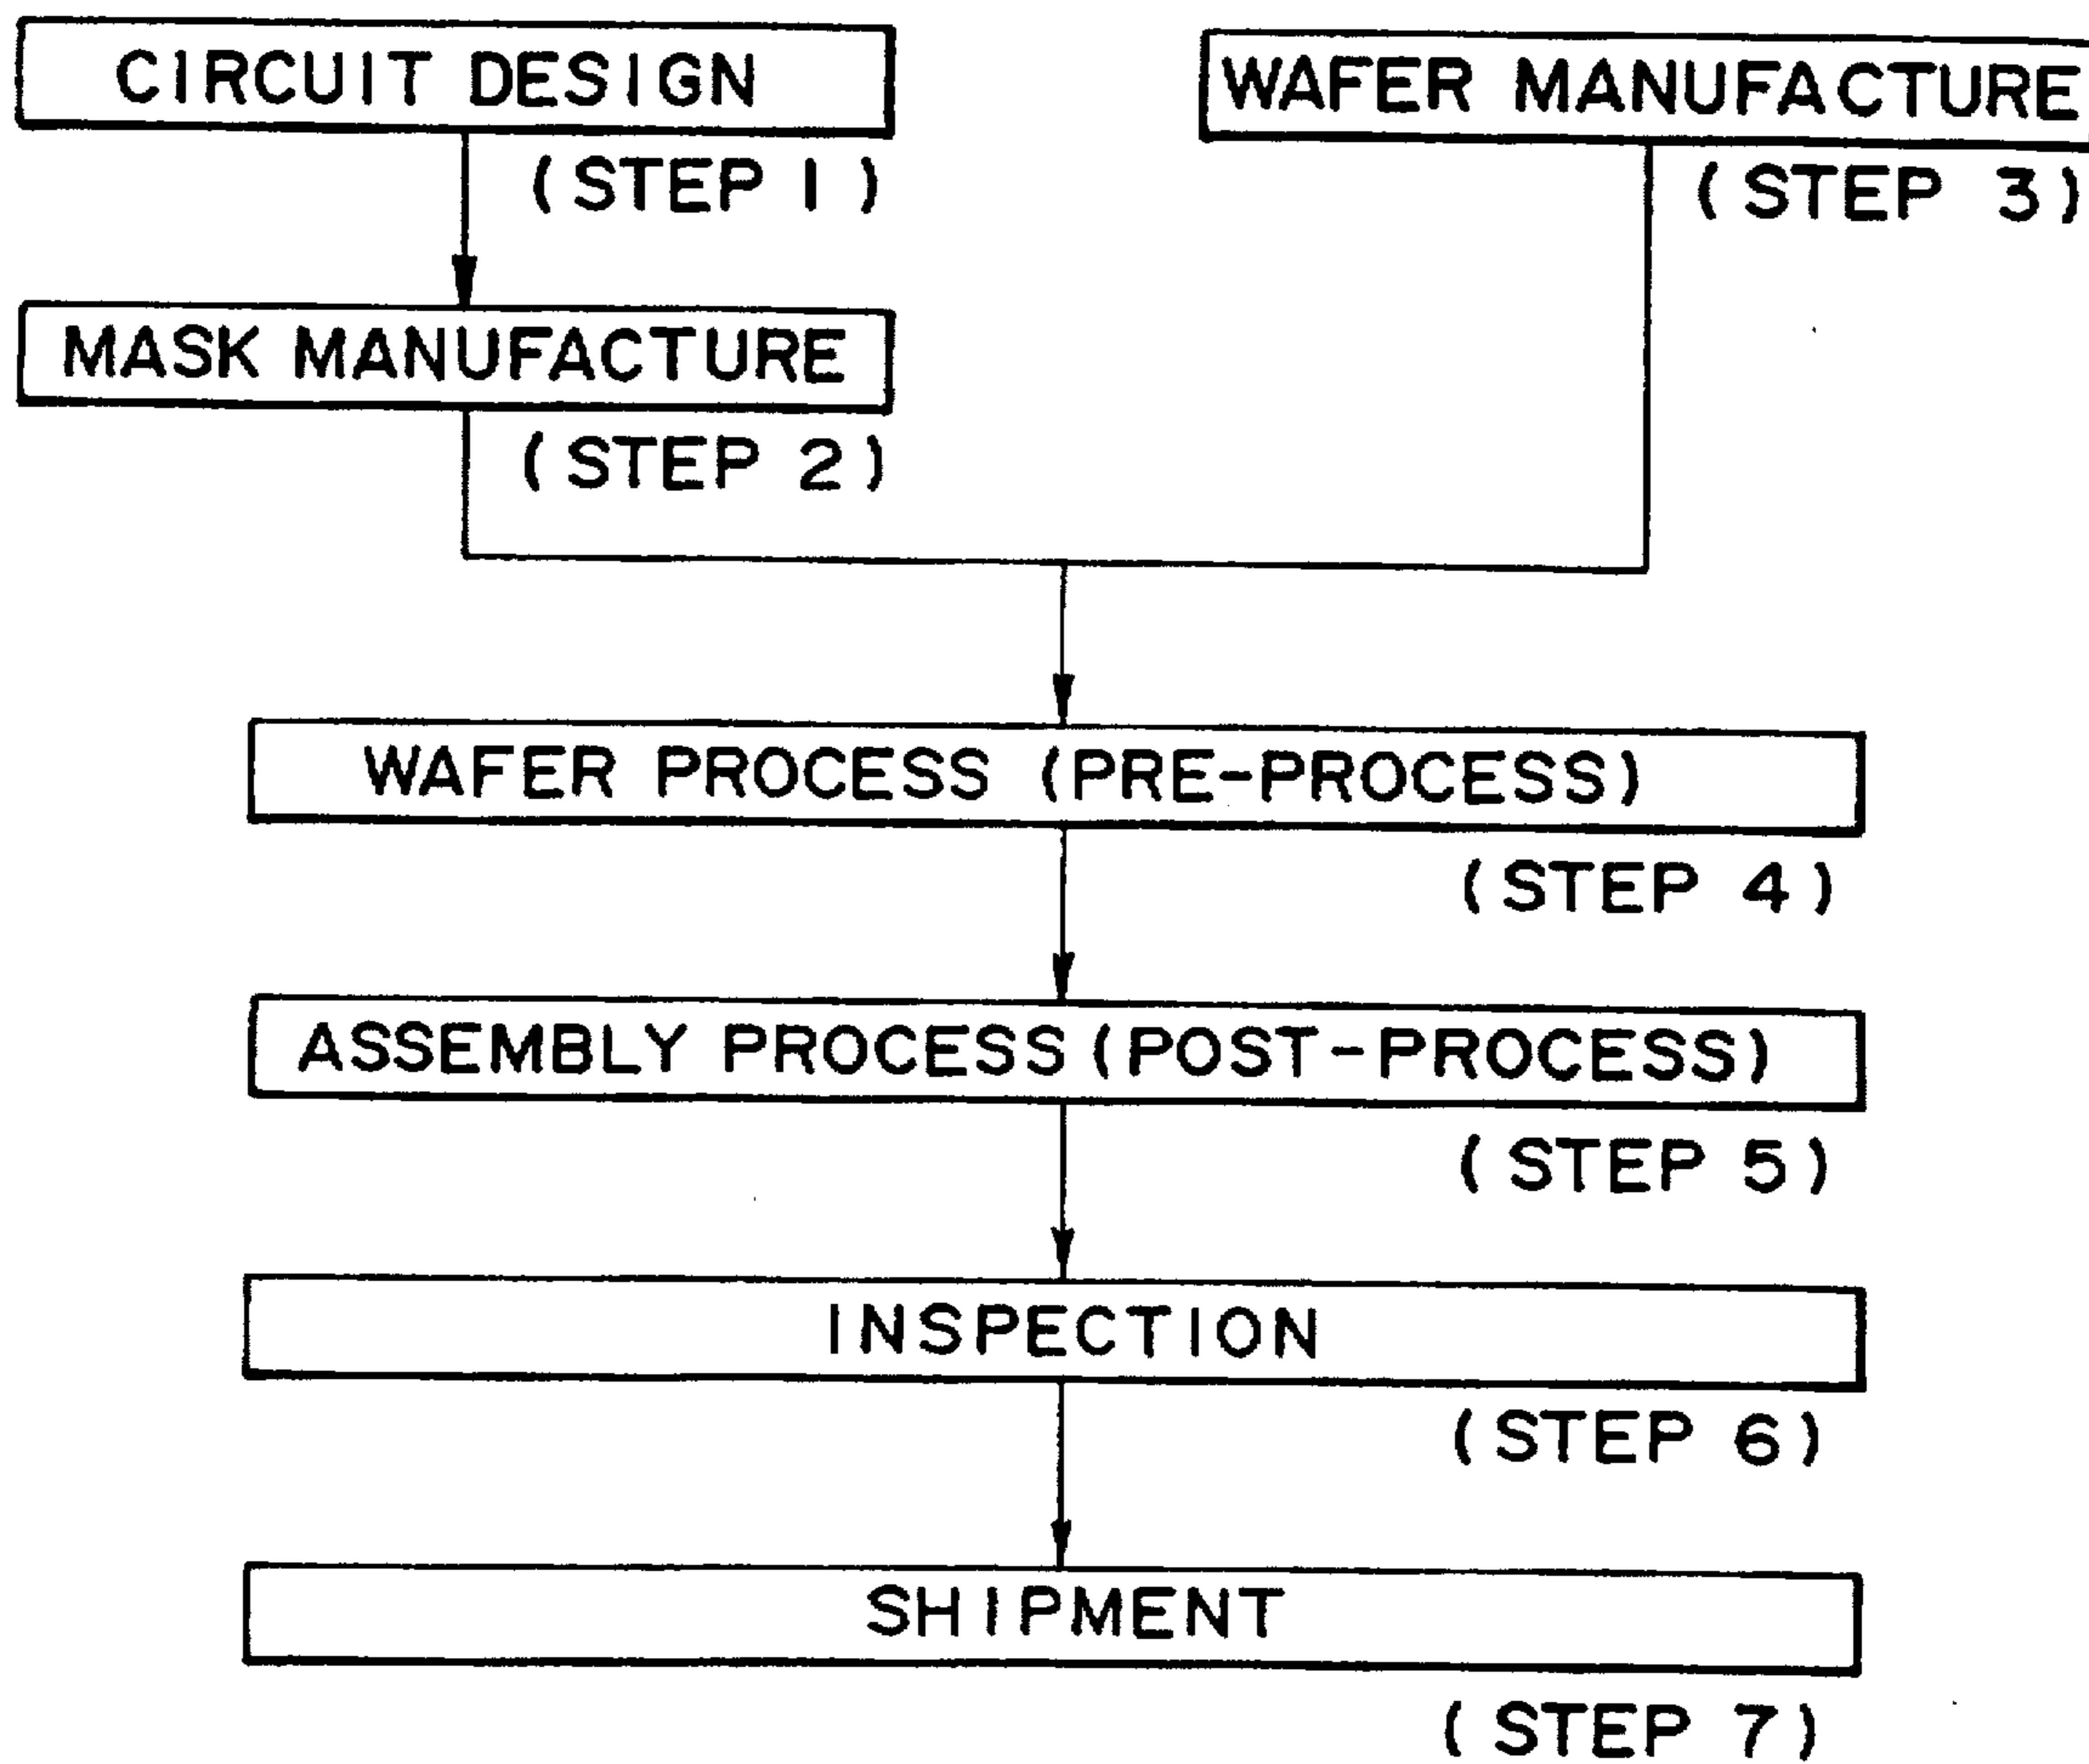 CIRCUIT DESIGN
(STEP 1)
WAFER MANUFACTURE
(STEP 3)
MASK MANUFACTURE
(STEP 2)
WAFER PROCESS (PRE-PROCESS)
(STEP 4)
ASSEMBLY PROCESS (POST-PROCESS)
(STEP 5)
INSPECTION
(STEP 6)
SHIPMENT
(STEP 7)